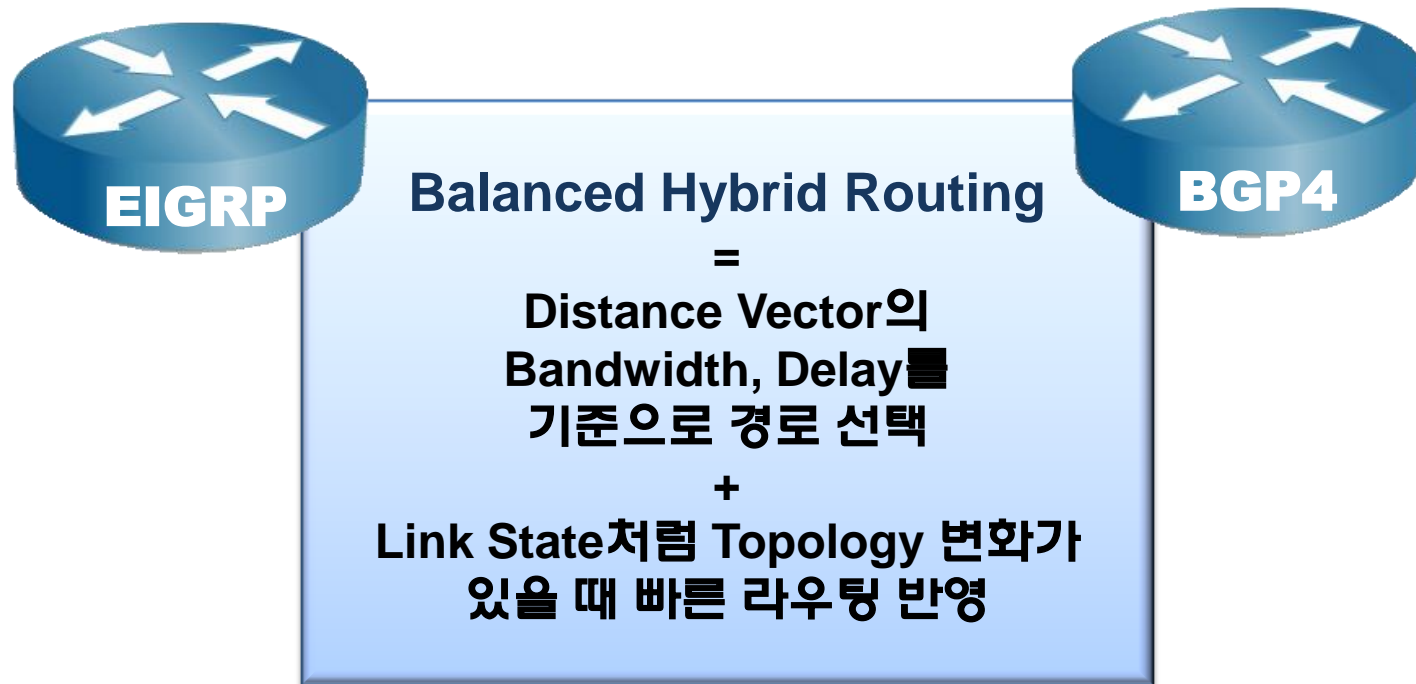 EIGRP
BGP4
Balanced Hybrid Routing
=
Distance Vector의
Bandwidth, Delay를
기준으로 경로 선택
+
Link State처럼 Topology 변화가
있을 때 빠른 라우팅 반영